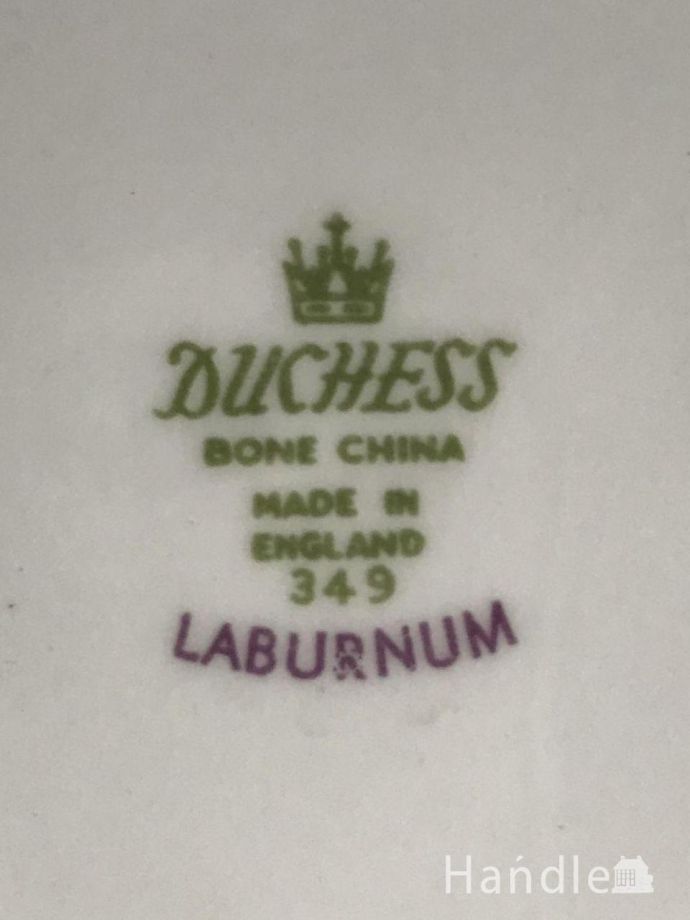 DUCHESS
BONE CHINA
MADE IN
ENGLAND
349
LABURNUM
Handle